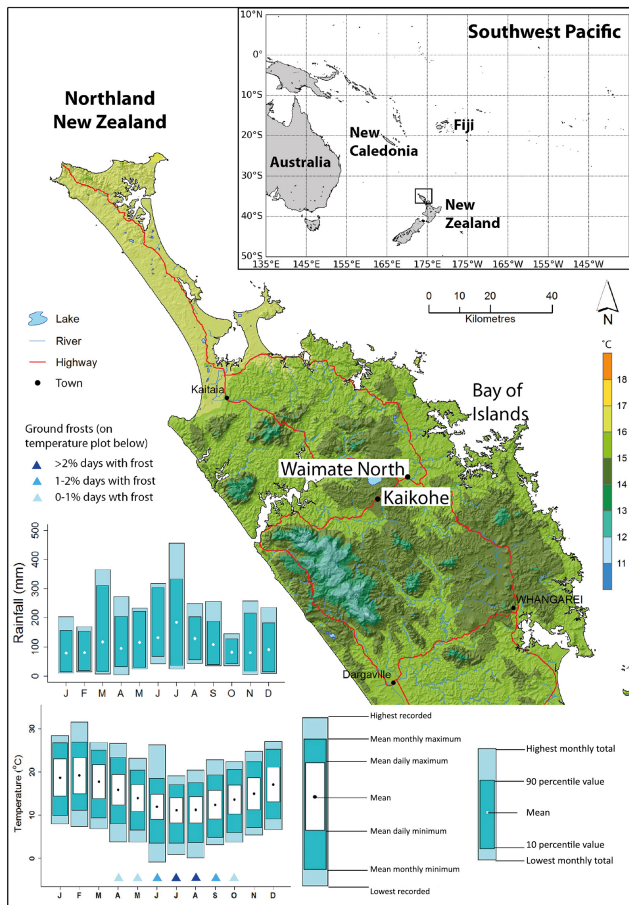 Northland
New Zealand
Southwest Pacific
10°N
0°
10°S
20°S
30°S
40°S
50°S
135°E
145°E
155°E
165°E
175°E
175°W
165°W
155°W
145°W
Australia
New
Caledonia
Fiji
New
Zealand
0 10 20 40
Kilometres
N
Lake
River
Highway
Town
Ground frosts (on
temperature plot below)
>2% days wth frost
1-2% days wth frost
0-1% days wth frost
Kaitaia
Bay of
Islands
Waimate North
Kaikohe
WHANGAREI
Dargaville
°C
18
17
16
15
14
13
12
11
Rainfall (mm)
500
400
300
200
100
0
J F M A M J J A S O N D
Temperature (°C)
30
20
10
0
J F M A M J J A S O N D
Highest recorded
Mean monthly maximum
Mean daily maximum
Mean
Mean daily minimum
Mean monthly minimum
Lowest recorded
Highest monthly total
90 percentile value
Mean
10 percentile value
Lowest monthly total